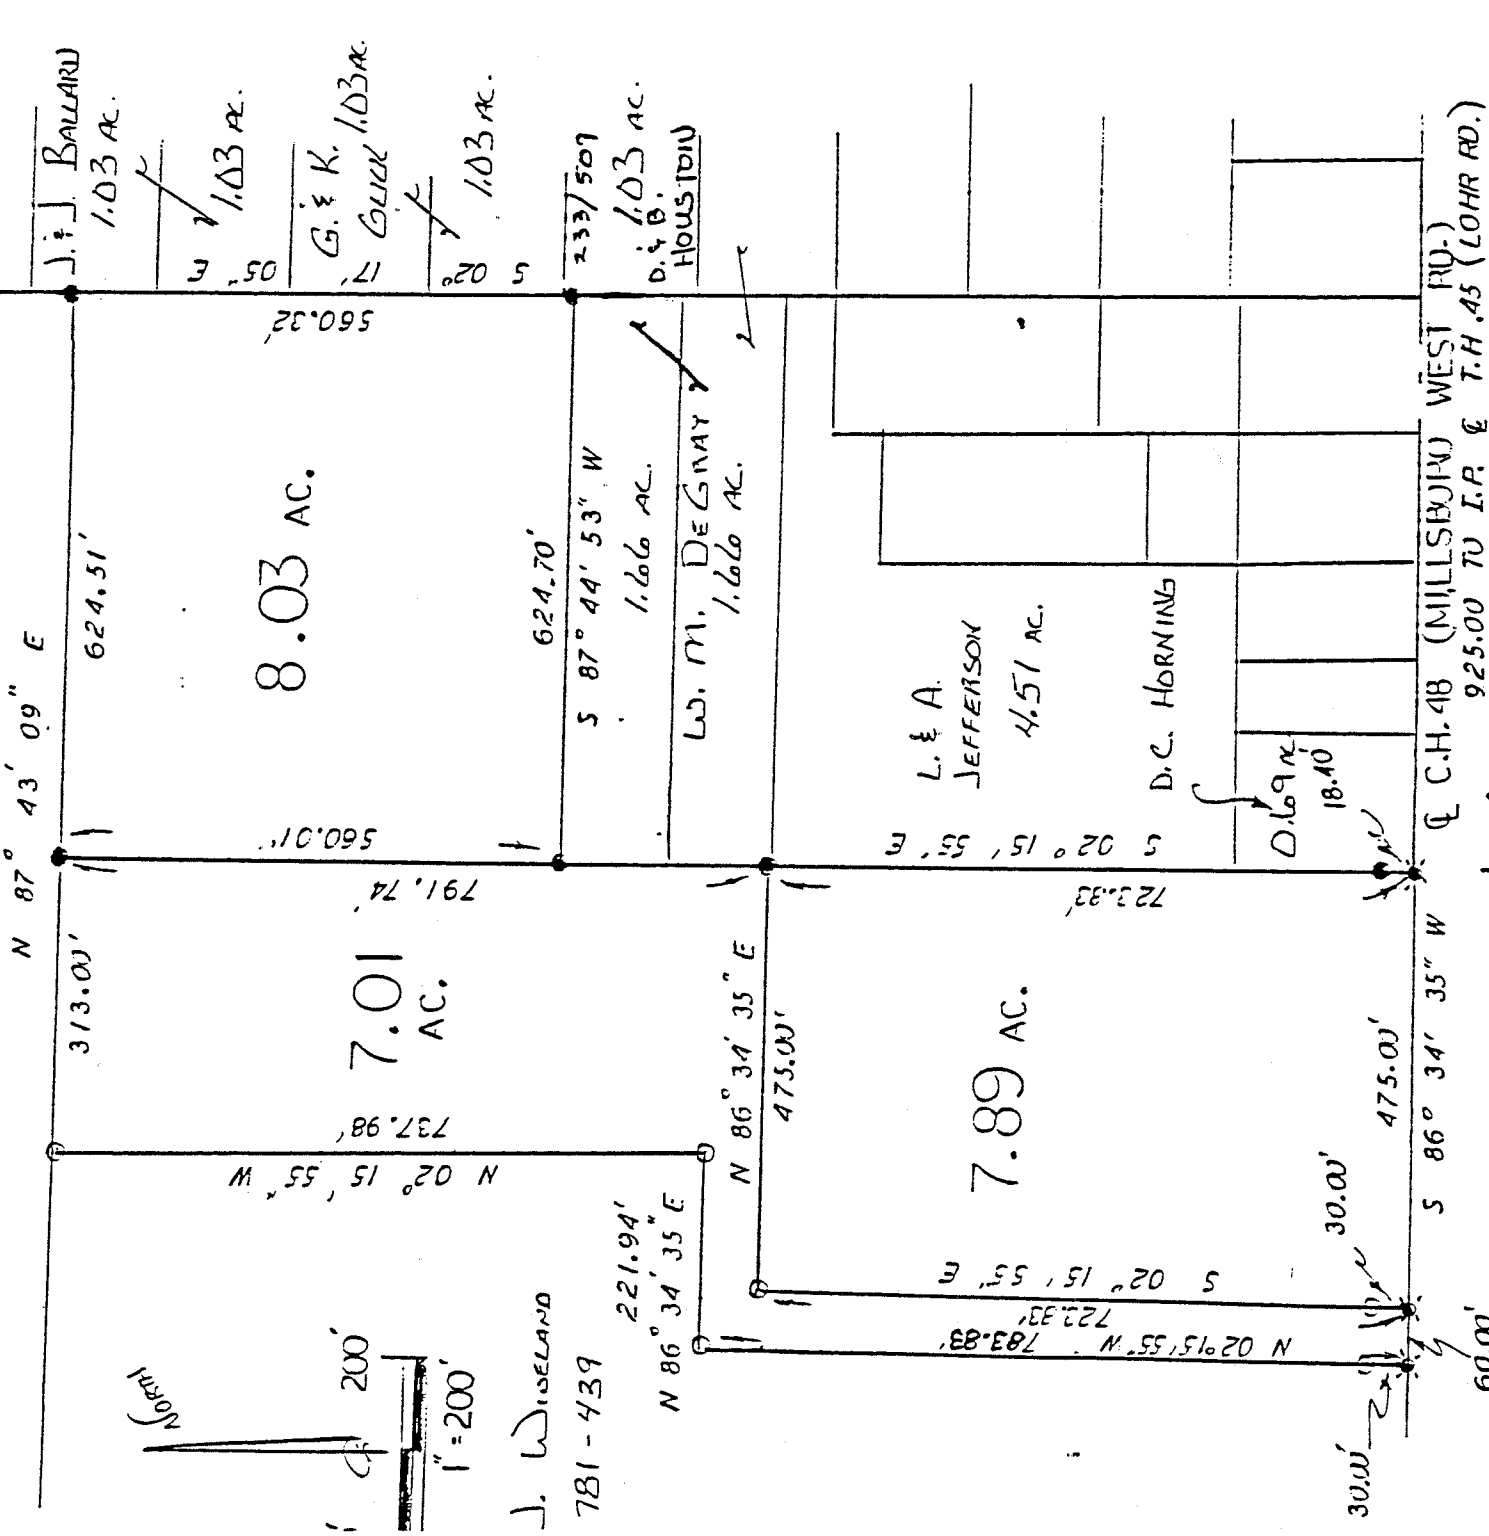 J. & J. BALLARD
1.03 AC.
1.03 AC.
G. & K.
GLICK 1.03 AC.
1.03 AC.
233/509
D. & B. 1.03 AC.
HOUSTON
S 02° 17' 05" E
560.32'
N 87° 43' 09" E
624.51'
8.03 AC.
624.70'
S 87° 44' 53" W
1.66 AC.
W. M. DEGRAY
1.66 AC.
560.01'
791.74'
313.00'
7.01
AC.
737.98'
N 02° 15' 55" W
L. & A.
JEFFERSON
4.51 AC.
D.C. HORNING
0.69 AC.
18.40
S 02° 15' 55" E
723.33'
N 86° 34' 35" E
475.00'
7.89 AC.
S 02° 15' 55" E
723.33'
N 02° 15' 55" W 783.83'
221.94'
N 86° 34' 35" E
475.00'
S 86° 34' 35" W
30.00'
30.00'
60.00'
℄ C.H. 48 (MILLSBORO WEST RD.)
925.00 TO I.P. ℄ T.H. 45 (LOHR RD.)
NORTH
0 200'
1" = 200'
781-439